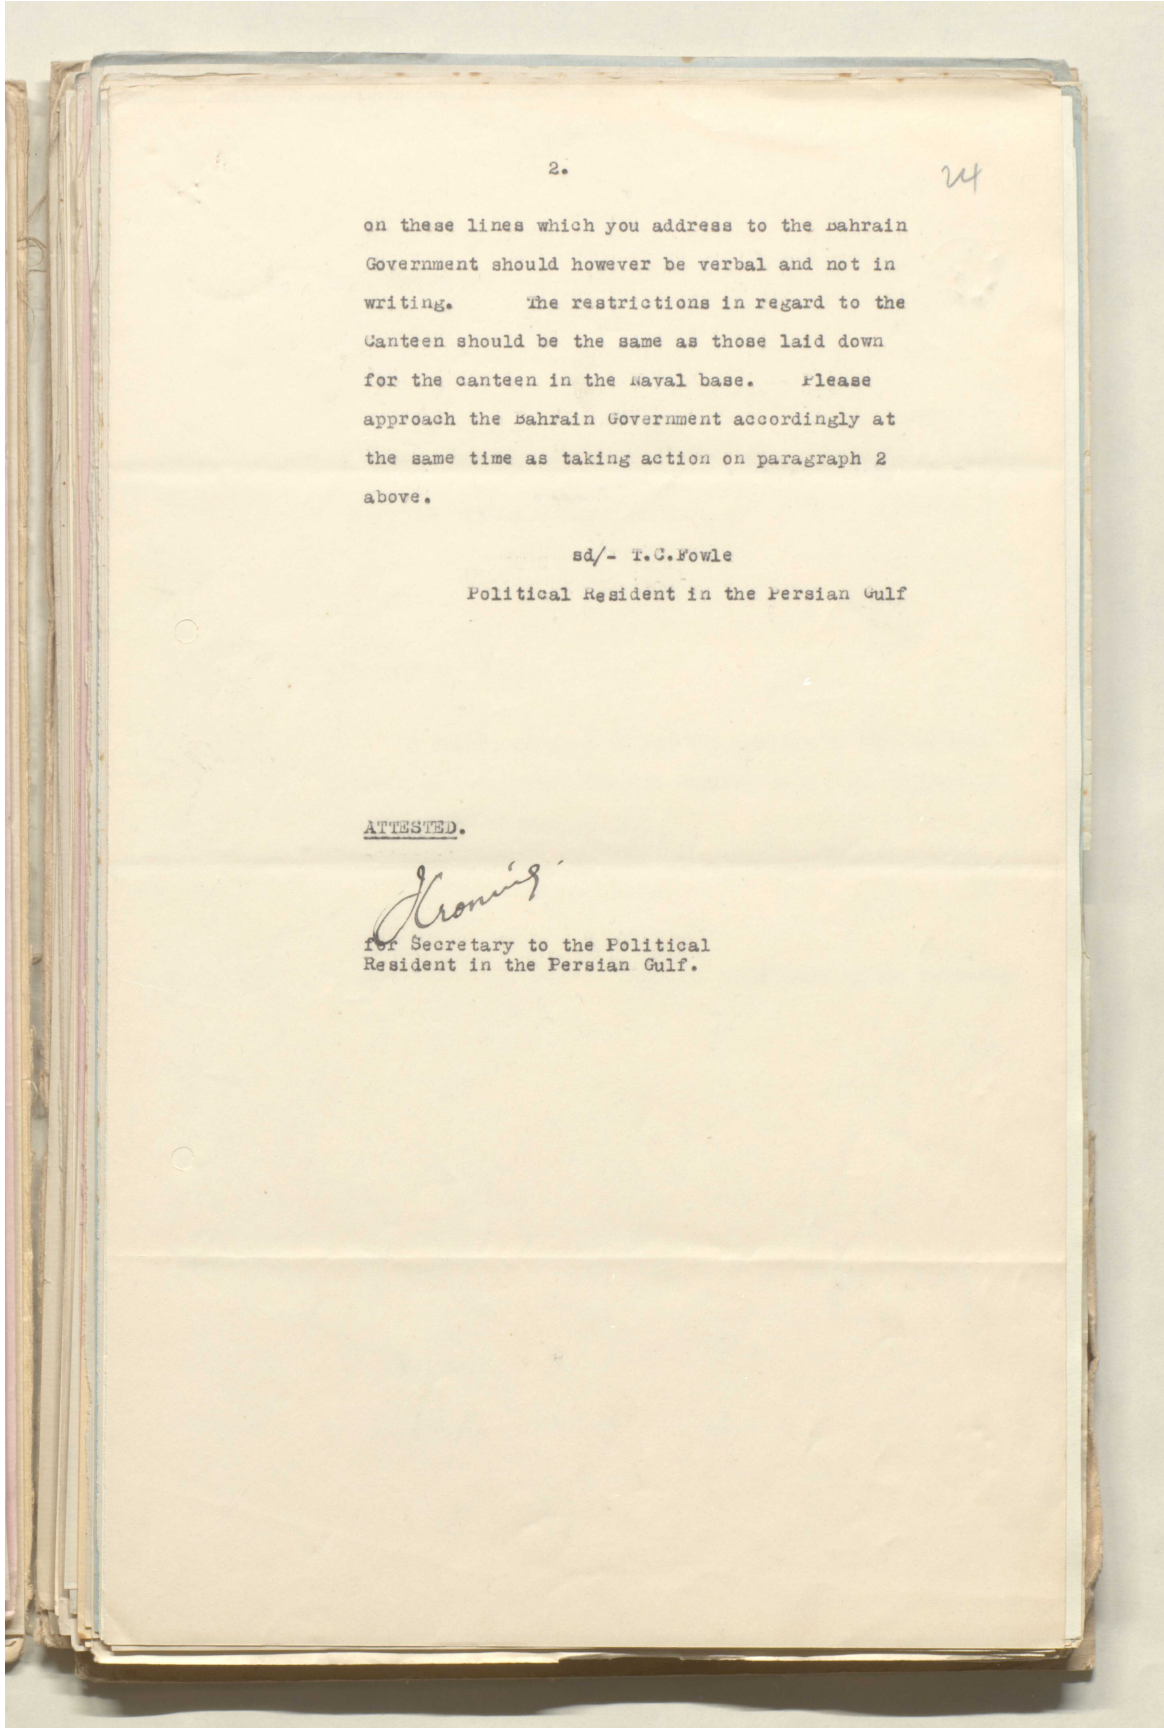 2.
24
on these lines which you address to the Bahrain
Government should however be verbal and not in
writing. The restrictions in regard to the
Canteen should be the same as those laid down
for the canteen in the Naval base. Please
approach the Bahrain Government accordingly at
the same time as taking action on paragraph 2
above.
sd/- T.C.Fowle
Political Resident in the Persian Gulf
ATTESTED.
for Secretary to the Political
Resident in the Persian Gulf.